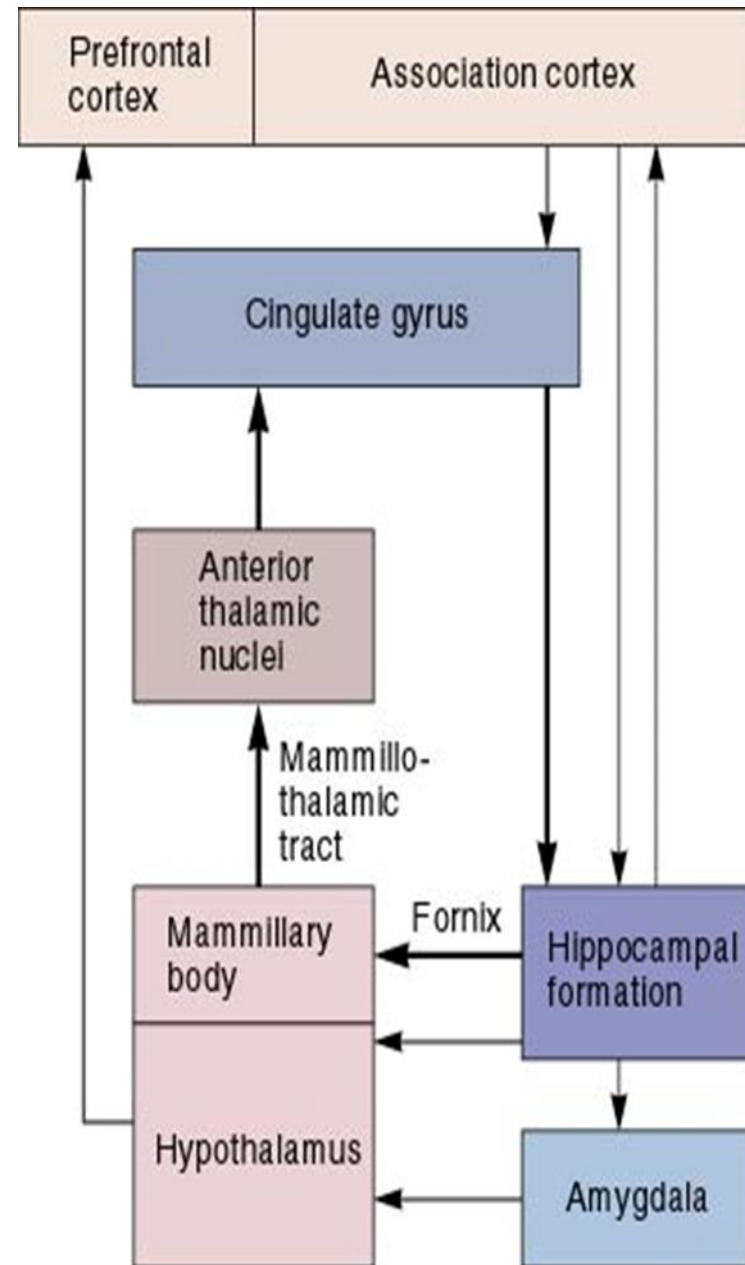 Prefrontal
cortex
Association cortex
Cingulate gyrus
Anterior
thalamic
nuclei
Mammillo-
thalamic
tract
Mammillary
body
Fornix
Hippocampal
formation
Hypothalamus
Amygdala